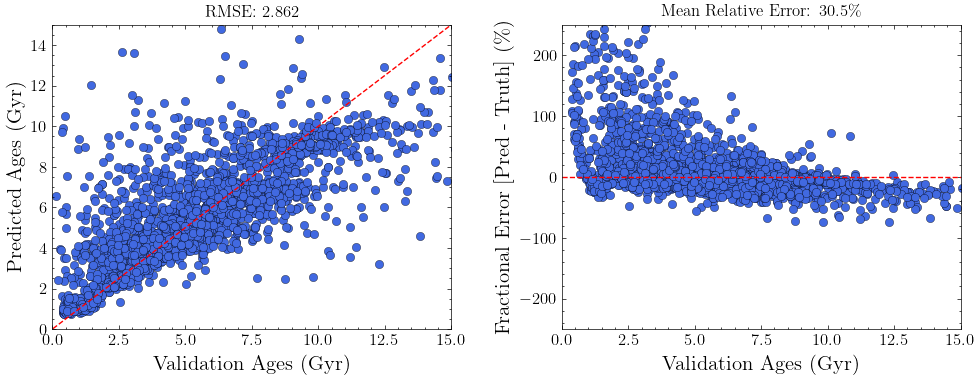 RMSE: 2.862
Predicted Ages (Gyr)
14
12
10
8
6
4
2
0
0.0 2.5 5.0 7.5 10.0 12.5 15.0
Validation Ages (Gyr)
Mean Relative Error: 30.5%
Fractional Error [Pred - Truth] (%)
200
100
0
−100
−200
0.0 2.5 5.0 7.5 10.0 12.5 15.0
Validation Ages (Gyr)